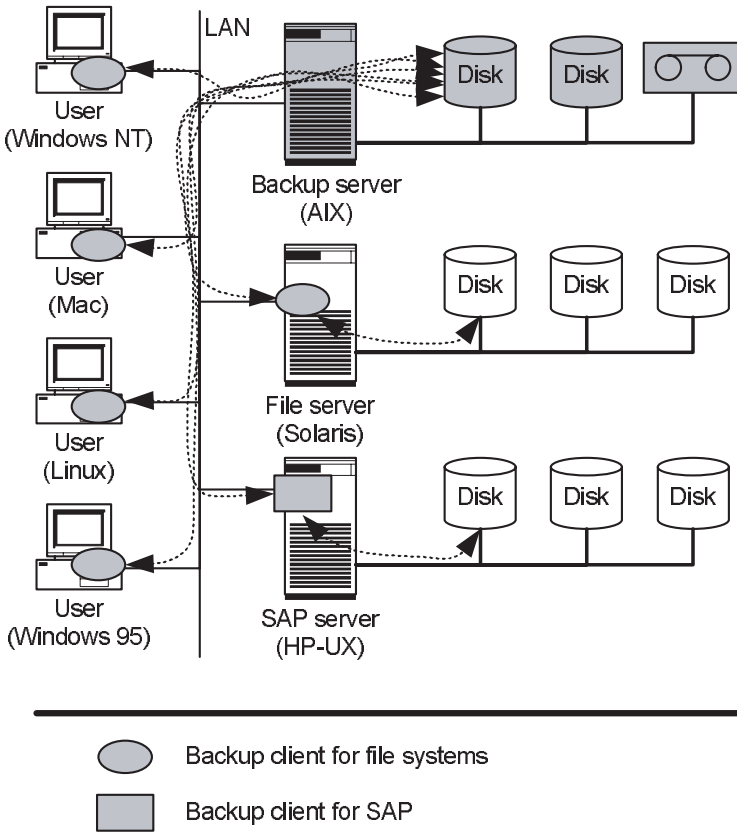 LAN
User
(Windows NT)
Disk
Disk
Backup server
(AIX)
User
(Mac)
Disk
Disk
Disk
File server
(Solaris)
User
(Linux)
Disk
Disk
Disk
SAP server
(HP-UX)
User
(Windows 95)
Backup client for file systems
Backup client for SAP